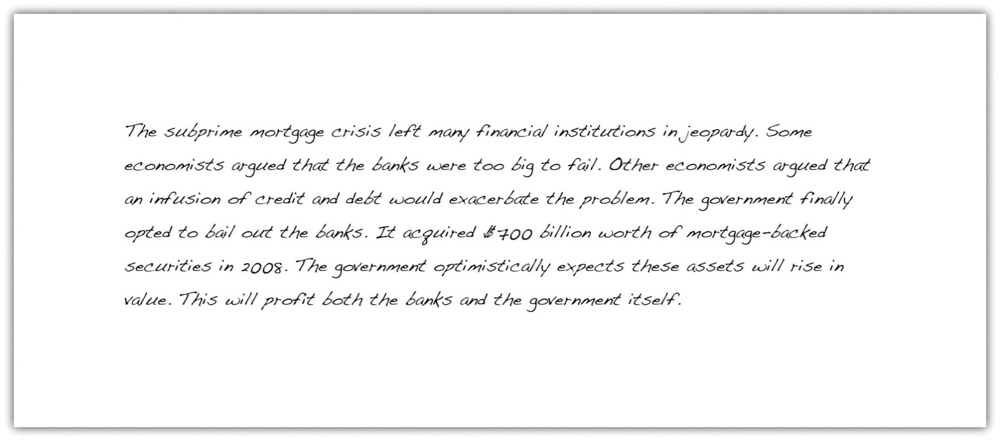 The subprime mortgage crisis left many financial institutions in jeopardy. Some
economists argued that the banks were too big to fail. Other economists argued that
an infusion of credit and debt would exacerbate the problem. The government finally
opted to bail out the banks. It acquired $700 billion worth of mortgage-backed
securities in 2008. The government optimistically expects these assets will rise in
value. This will profit both the banks and the government itself.